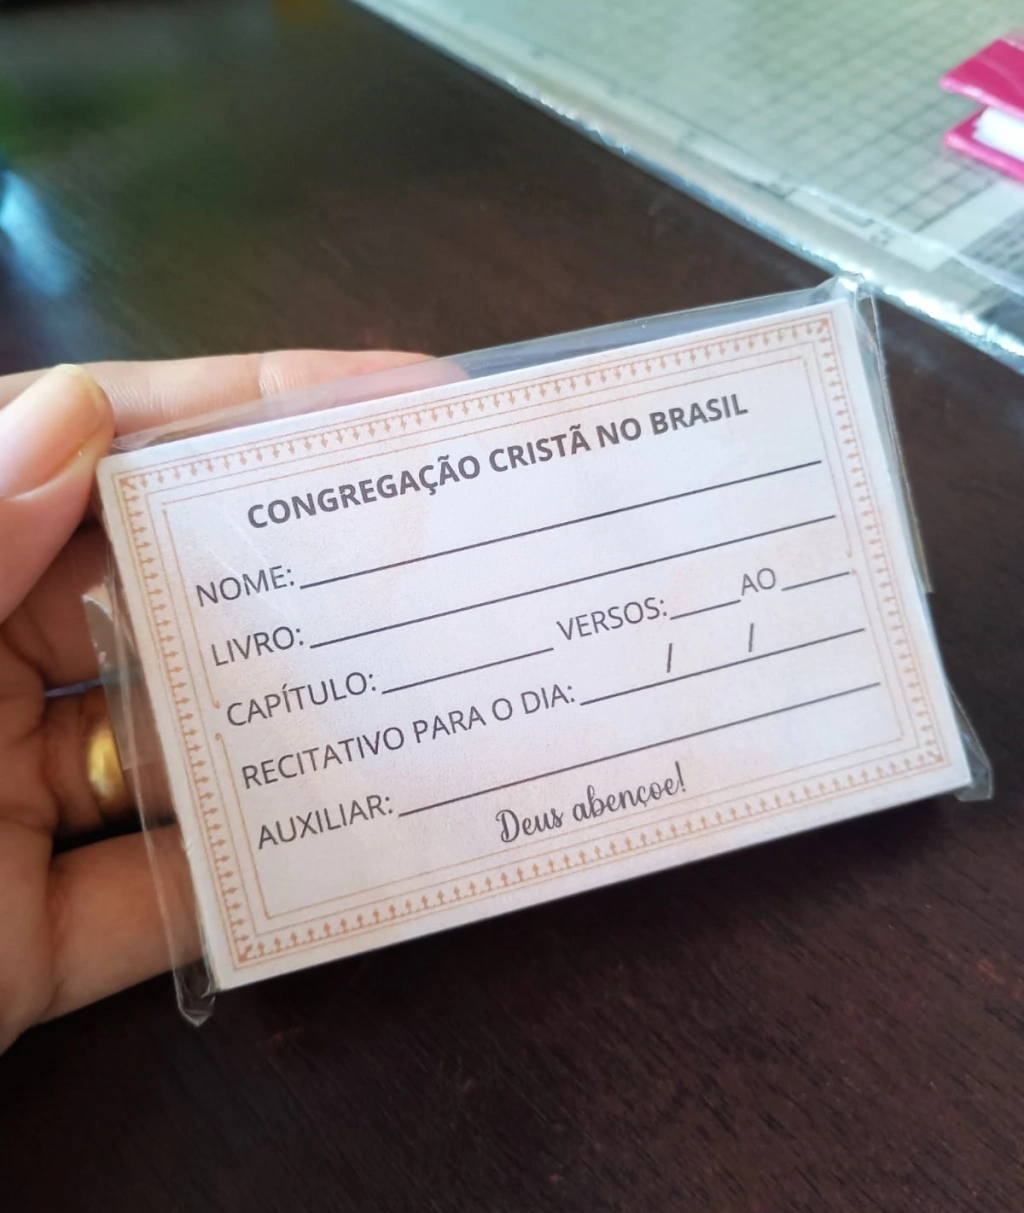 CONGREGAÇÃO CRISTÃ NO BRASIL
NOME:
LIVRO:
CAPÍTULO: VERSOS: AO
RECITATIVO PARA O DIA: / /
AUXILIAR:
Deus abençoe!